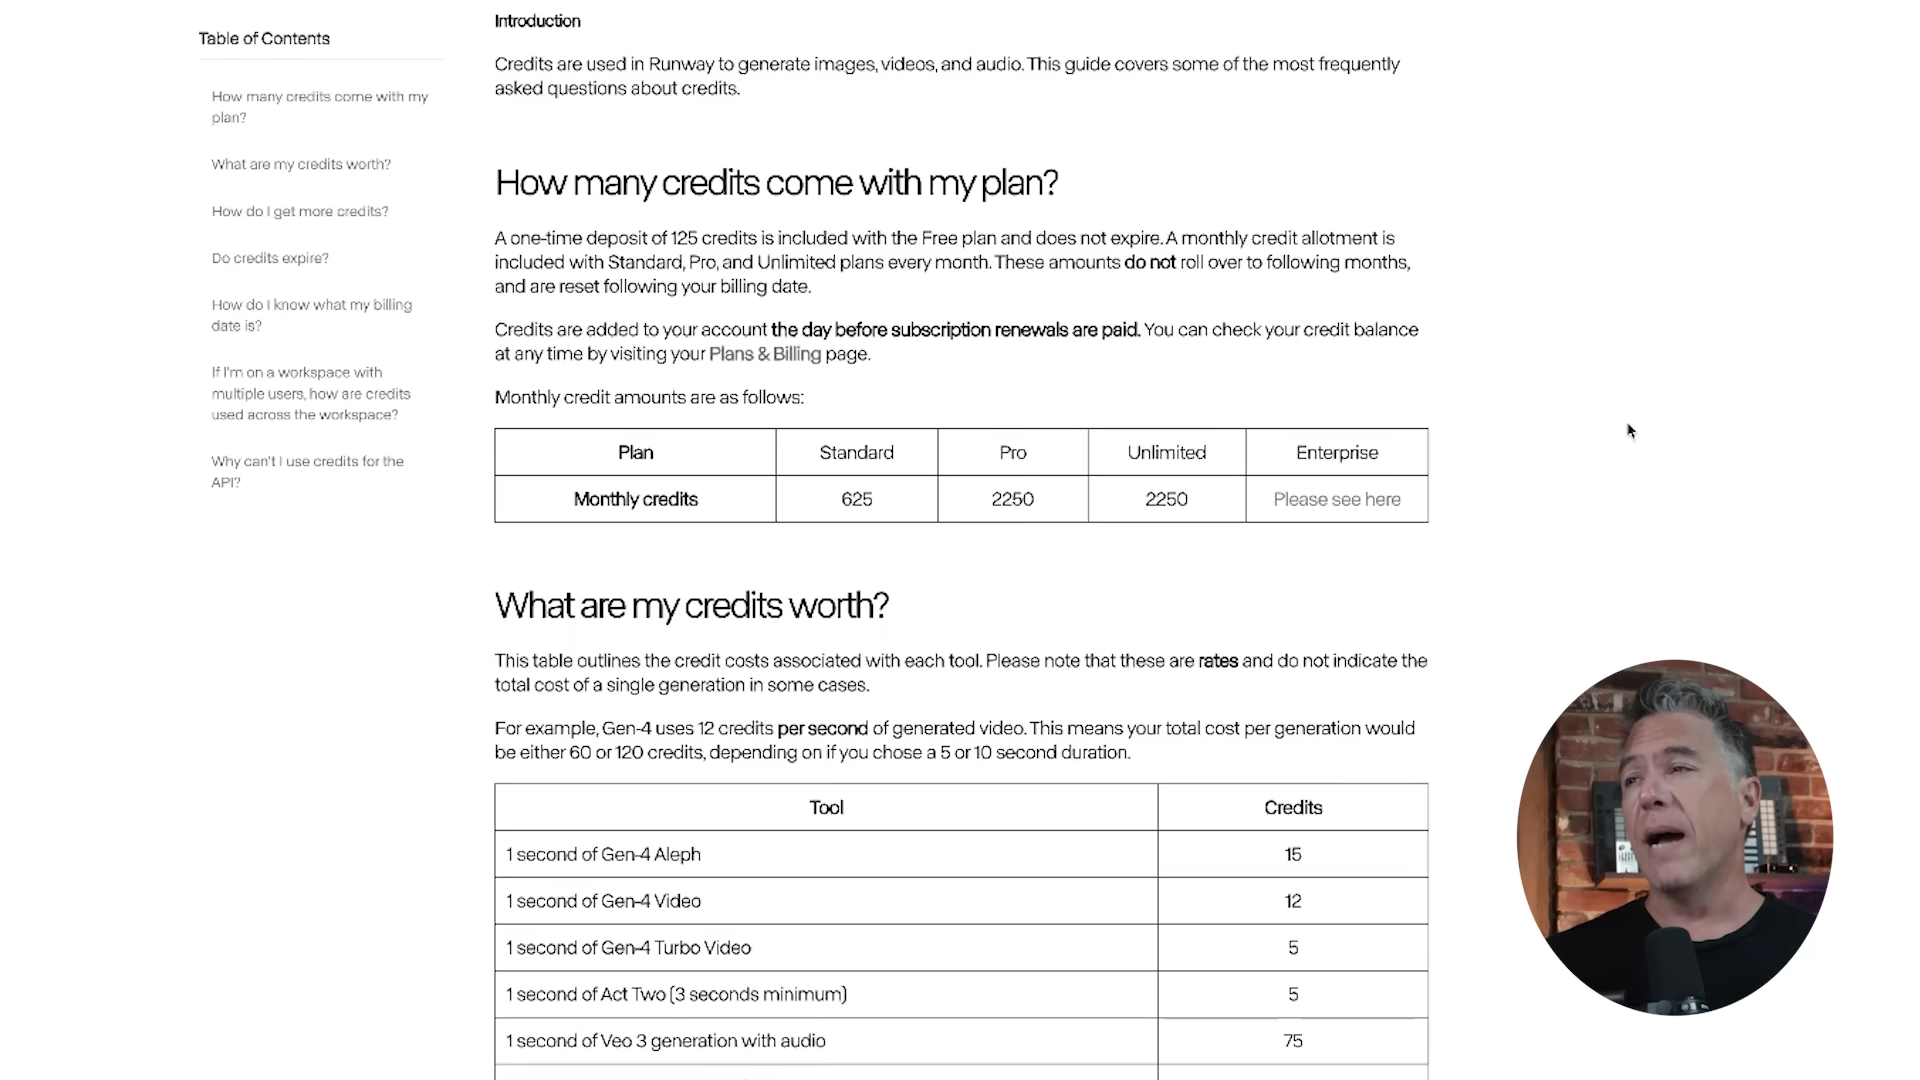 Table of Contents
How many credits come with my
plan?
What are my credits worth?
How do I get more credits?
Do credits expire?
How do I know what my billing
date is?
If I'm on a workspace with
multiple users, how are credits
used across the workspace?
Why can't I use credits for the
API?
Introduction
Credits are used in Runway to generate images, videos, and audio. This guide covers some of the most frequently
asked questions about credits.
How many credits come with my plan?
A one-time deposit of 125 credits is included with the Free plan and does not expire. A monthly credit allotment is
included with Standard, Pro, and Unlimited plans every month. These amounts do not roll over to following months,
and are reset following your billing date.
Credits are added to your account the day before subscription renewals are paid. You can check your credit balance
at any time by visiting your Plans & Billing page.
Monthly credit amounts are as follows:
Plan Standard Pro Unlimited Enterprise
Monthly credits 625 2250 2250 Please see here
What are my credits worth?
This table outlines the credit costs associated with each tool. Please note that these are rates and do not indicate the
total cost of a single generation in some cases.
For example, Gen-4 uses 12 credits per second of generated video. This means your total cost per generation would
be either 60 or 120 credits, depending on if you chose a 5 or 10 second duration.
Tool Credits
1 second of Gen-4 Aleph 15
1 second of Gen-4 Video 12
1 second of Gen-4 Turbo Video 5
1 second of Act Two (3 seconds minimum) 5
1 second of Veo 3 generation with audio 75